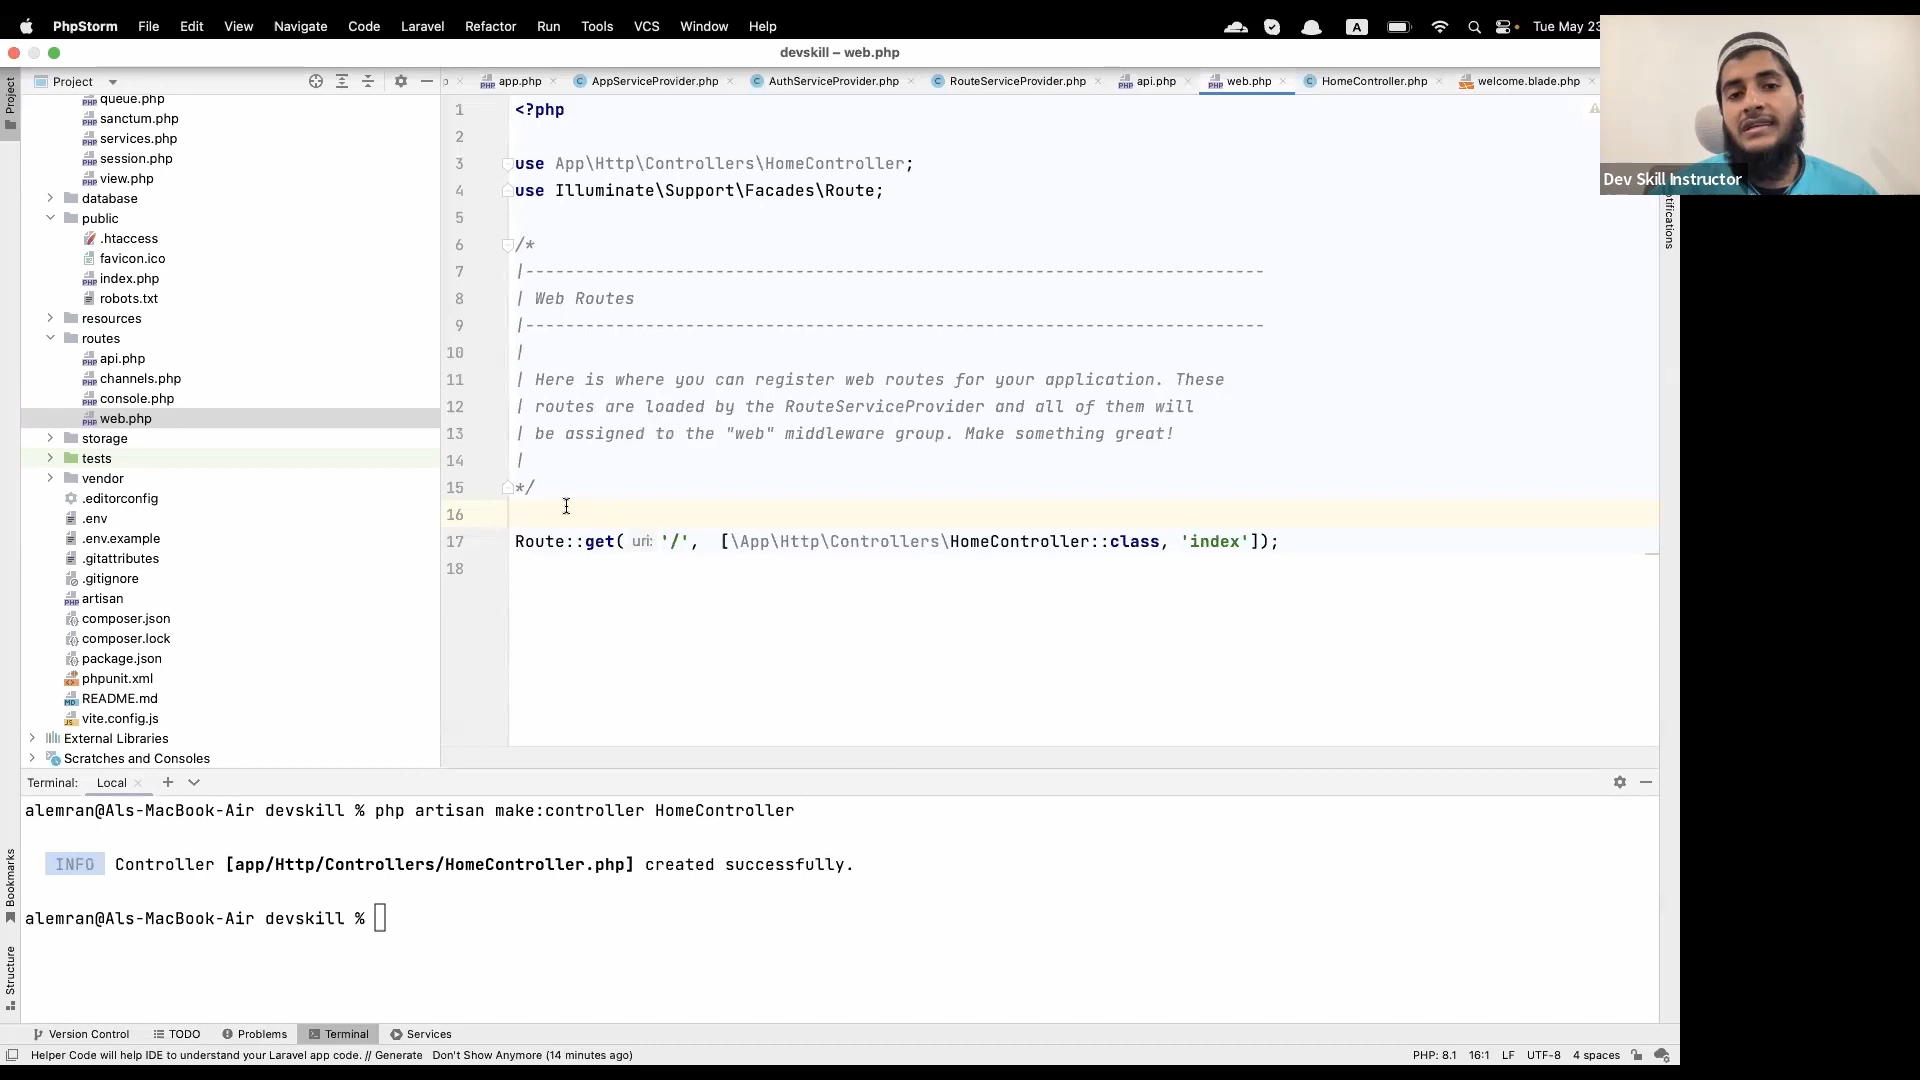 PhpStorm File Edit View Navigate Code Laravel Refactor Run Tools VCS Window Help
A
Tue May 23
devskill – web.php
Project
app.php
AppServiceProvider.php
AuthServiceProvider.php
RouteServiceProvider.php
api.php
web.php
HomeController.php
welcome.blade.php
Dev Skill Instructor
Project
queue.php
sanctum.php
services.php
session.php
view.php
database
public
.htaccess
favicon.ico
index.php
robots.txt
resources
routes
api.php
channels.php
console.php
web.php
storage
tests
vendor
.editorconfig
.env
.env.example
.gitattributes
.gitignore
artisan
composer.json
composer.lock
package.json
phpunit.xml
README.md
vite.config.js
External Libraries
Scratches and Consoles
1 <?php
2
3 use App\Http\Controllers\HomeController;
4 use Illuminate\Support\Facades\Route;
5
6 /*
7 |--------------------------------------------------------------------------
8 | Web Routes
9 |--------------------------------------------------------------------------
10 |
11 | Here is where you can register web routes for your application. These
12 | routes are loaded by the RouteServiceProvider and all of them will
13 | be assigned to the "web" middleware group. Make something great!
14 |
15 */
16
17 Route::get( uri: '/', [\App\Http\Controllers\HomeController::class, 'index']);
18
Terminal: Local
alemran@Als-MacBook-Air devskill % php artisan make:controller HomeController
INFO Controller [app/Http/Controllers/HomeController.php] created successfully.
alemran@Als-MacBook-Air devskill %
Bookmarks
Structure
Version Control TODO Problems Terminal Services
Helper Code will help IDE to understand your Laravel app code. // Generate Don't Show Anymore (14 minutes ago)
PHP: 8.1 16:1 LF UTF-8 4 spaces